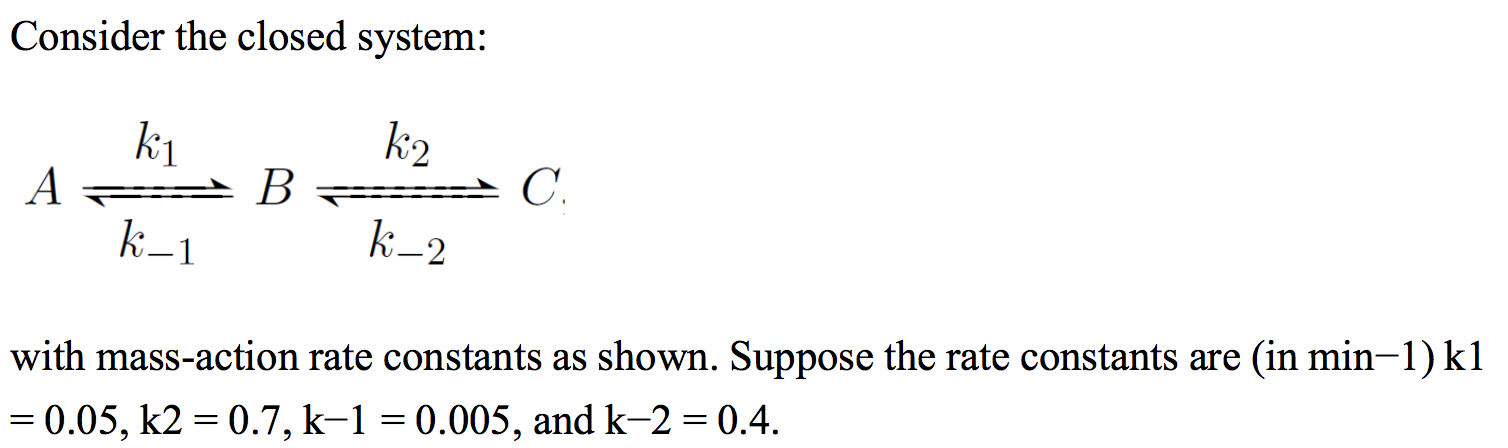 Consider the closed system:
k₁ k₂
A ⇌ B ⇌ C.
k₋₁ k₋₂
with mass-action rate constants as shown. Suppose the rate constants are (in min−1) k1
= 0.05, k2 = 0.7, k−1 = 0.005, and k−2 = 0.4.